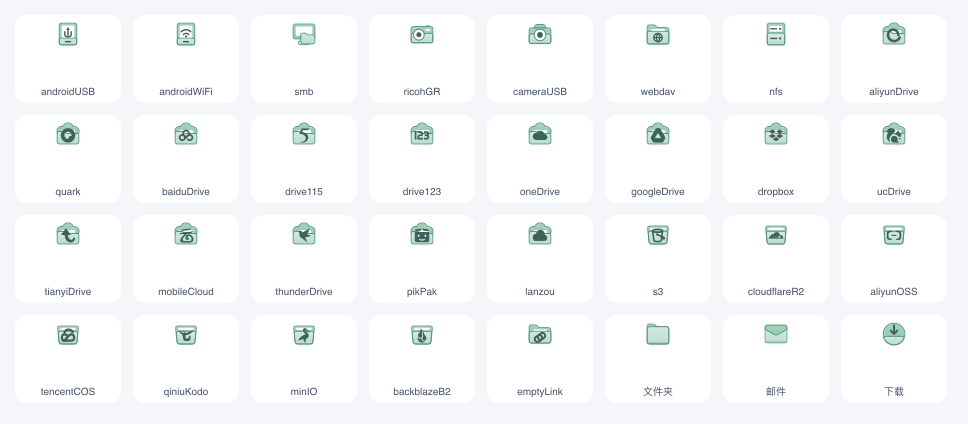 androidUSB androidWiFi smb ricohGR cameraUSB webdav nfs aliyunDrive
123
quark baiduDrive drive115 drive123 oneDrive googleDrive dropbox ucDrive
tianyiDrive mobileCloud thunderDrive pikPak lanzou s3 cloudflareR2 aliyunOSS
tencentCOS qiniuKodo minIO backblazeB2 emptyLink 文件夹 邮件 下载